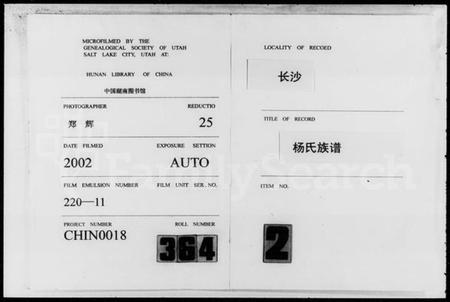 MICROFILMED BY THE
GENEALOGICAL SOCIETY OF UTAH
SALT LAKE CITY, UTAH AT:
HUNAN LIBRARY OF CHINA
中国湖南图书馆
PHOTOGRAPHER REDUCTIO
郑 辉 25
DATE FILMED EXPOSURE SETTION
2002 AUTO
FILM EMULSION NUMBER FILM UNIT SER. NO.
220—11
PROJECT NUMBER ROLL NUMBER
CHIN0018 364
LOCALITY OF RECOED
长沙
TITLE OF RECORD
杨氏族谱
ITEM NO.
2
FamilySearch